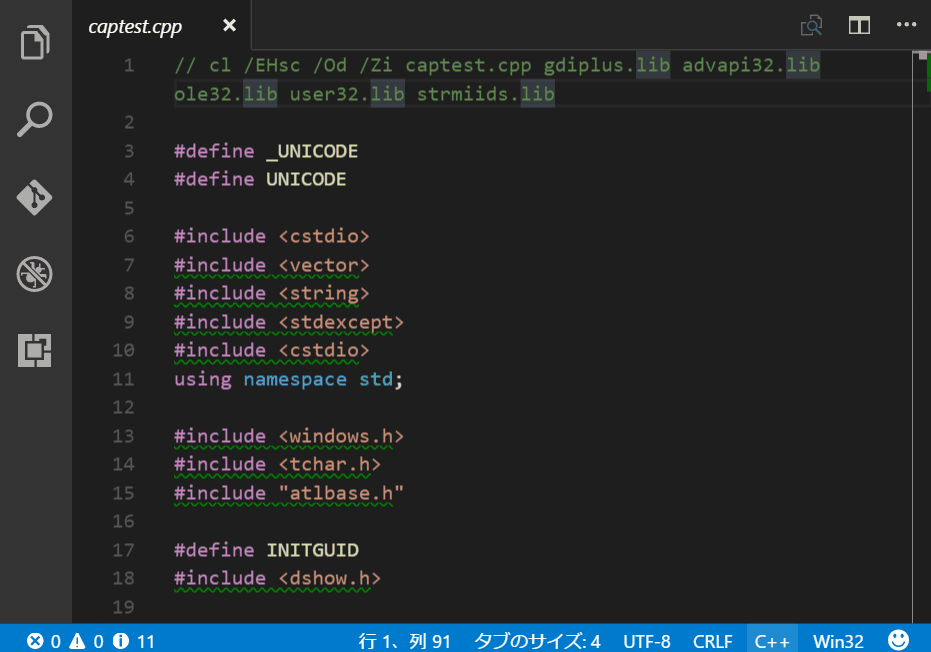 captest.cpp ×
1 // cl /EHsc /Od /Zi captest.cpp gdiplus.lib advapi32.lib
ole32.lib user32.lib strmiids.lib
2
3 #define _UNICODE
4 #define UNICODE
5
6 #include <cstdio>
7 #include <vector>
8 #include <string>
9 #include <stdexcept>
10 #include <cstdio>
11 using namespace std;
12
13 #include <windows.h>
14 #include <tchar.h>
15 #include "atlbase.h"
16
17 #define INITGUID
18 #include <dshow.h>
19
0 0 11 行 1、列 91 タブのサイズ: 4 UTF-8 CRLF C++ Win32